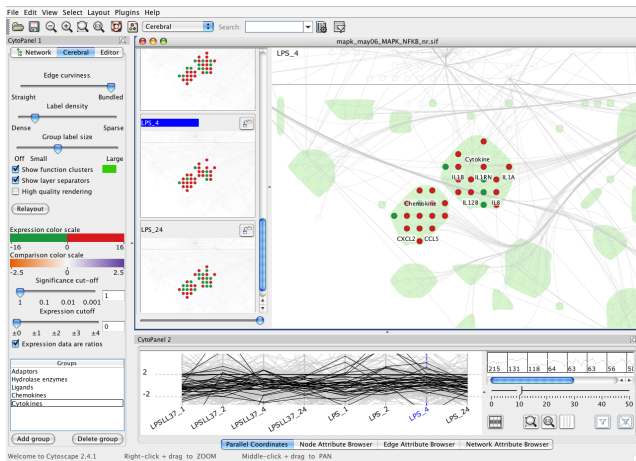 File Edit View Select Layout Plugins Help
Cerebral
Search:
CytoPanel 1
Network Cerebral Editor
Edge curviness
Straight Bundled
Label density
Dense Sparse
Group label size
Off Small Large
Show function clusters
Show layer separators
High quality rendering
Relayout
Expression color scale
-16 0 16
Comparison color scale
-2.5 0 2.5
Significance cut-off
1 0.1 0.01 0.001
1
Expression cutoff
±0 ±1 ±2 ±3 ±4
0
Expression data are ratios
Groups
Adaptors
Hydrolase enzymes
Ligands
Chemokines
Cytokines
Add group Delete group
mapk_may06_MAPK_NFKB_nr.sif
LPS_4
LPS_24
LPS_4
Cytokine
IL1B IL1RN IL1A
Chemokine
IL12B IL8
CXCL2 CCL5
CytoPanel 2
2
-2
LPSLL37_1 LPSLL37_2 LPSLL37_4 LPSLL37_24 LPS_1 LPS_2 LPS_4 LPS_24
215 131 118 64 63 63 56
0 10 20 30 40 50
Parallel Coordinates Node Attribute Browser Edge Attribute Browser Network Attribute Browser
Welcome to Cytoscape 2.4.1 Right-click + drag to ZOOM Middle-click + drag to PAN